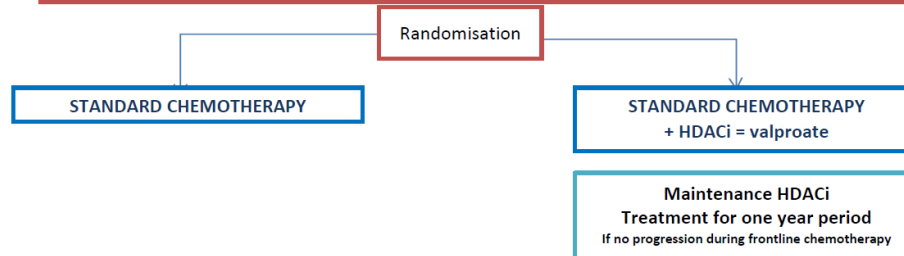 Randomisation
STANDARD CHEMOTHERAPY
STANDARD CHEMOTHERAPY
+ HDACi = valproate
Maintenance HDACi
Treatment for one year period
If no progression during frontline chemotherapy